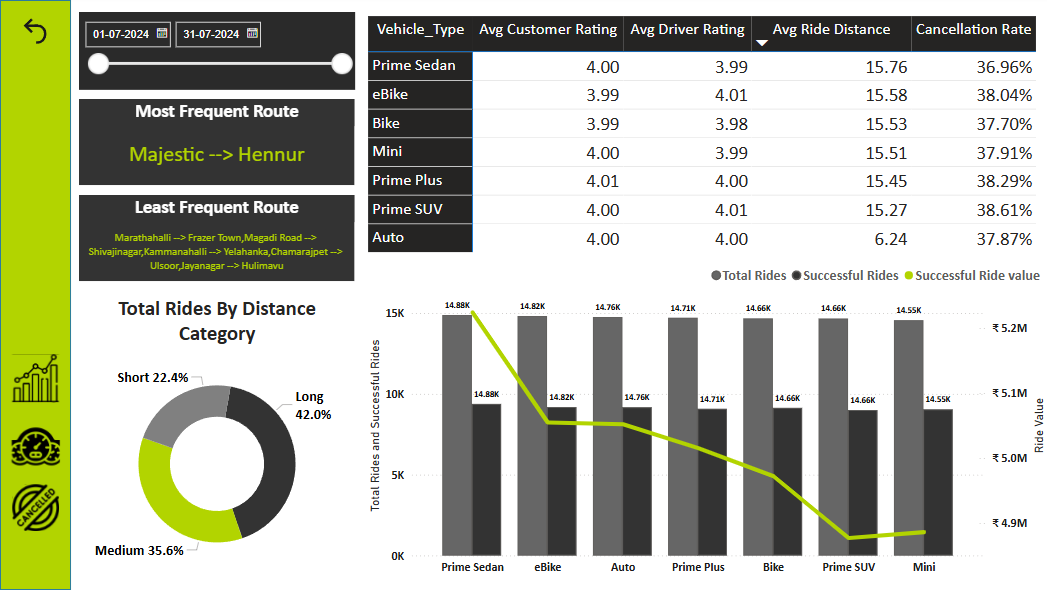 01-07-2024 31-07-2024
Most Frequent Route
Majestic --> Hennur
Least Frequent Route
Marathahalli --> Frazer Town,Magadi Road -->
Shivajinagar,Kammanahalli --> Yelahanka,Chamarajpet -->
Ulsoor,Jayanagar --> Hulimavu
Vehicle_Type Avg Customer Rating Avg Driver Rating Avg Ride Distance Cancellation Rate
Prime Sedan 4.00 3.99 15.76 36.96%
eBike 3.99 4.01 15.58 38.04%
Bike 3.99 3.98 15.53 37.70%
Mini 4.00 3.99 15.51 37.91%
Prime Plus 4.01 4.00 15.45 38.29%
Prime SUV 4.00 4.01 15.27 38.61%
Auto 4.00 4.00 6.24 37.87%
Total Rides By Distance
Category
Short 22.4%
Long
42.0%
Medium 35.6%
CANCELLED
Total Rides Successful Rides Successful Ride value
14.88K 14.82K 14.76K 14.71K 14.66K 14.66K 14.55K
15K
₹ 5.2M
10K
₹ 5.1M
14.88K 14.82K 14.76K 14.71K 14.66K 14.66K 14.55K
₹ 5.0M
5K
₹ 4.9M
0K
Total Rides and Successful Rides
Ride Value
Prime Sedan eBike Auto Prime Plus Bike Prime SUV Mini